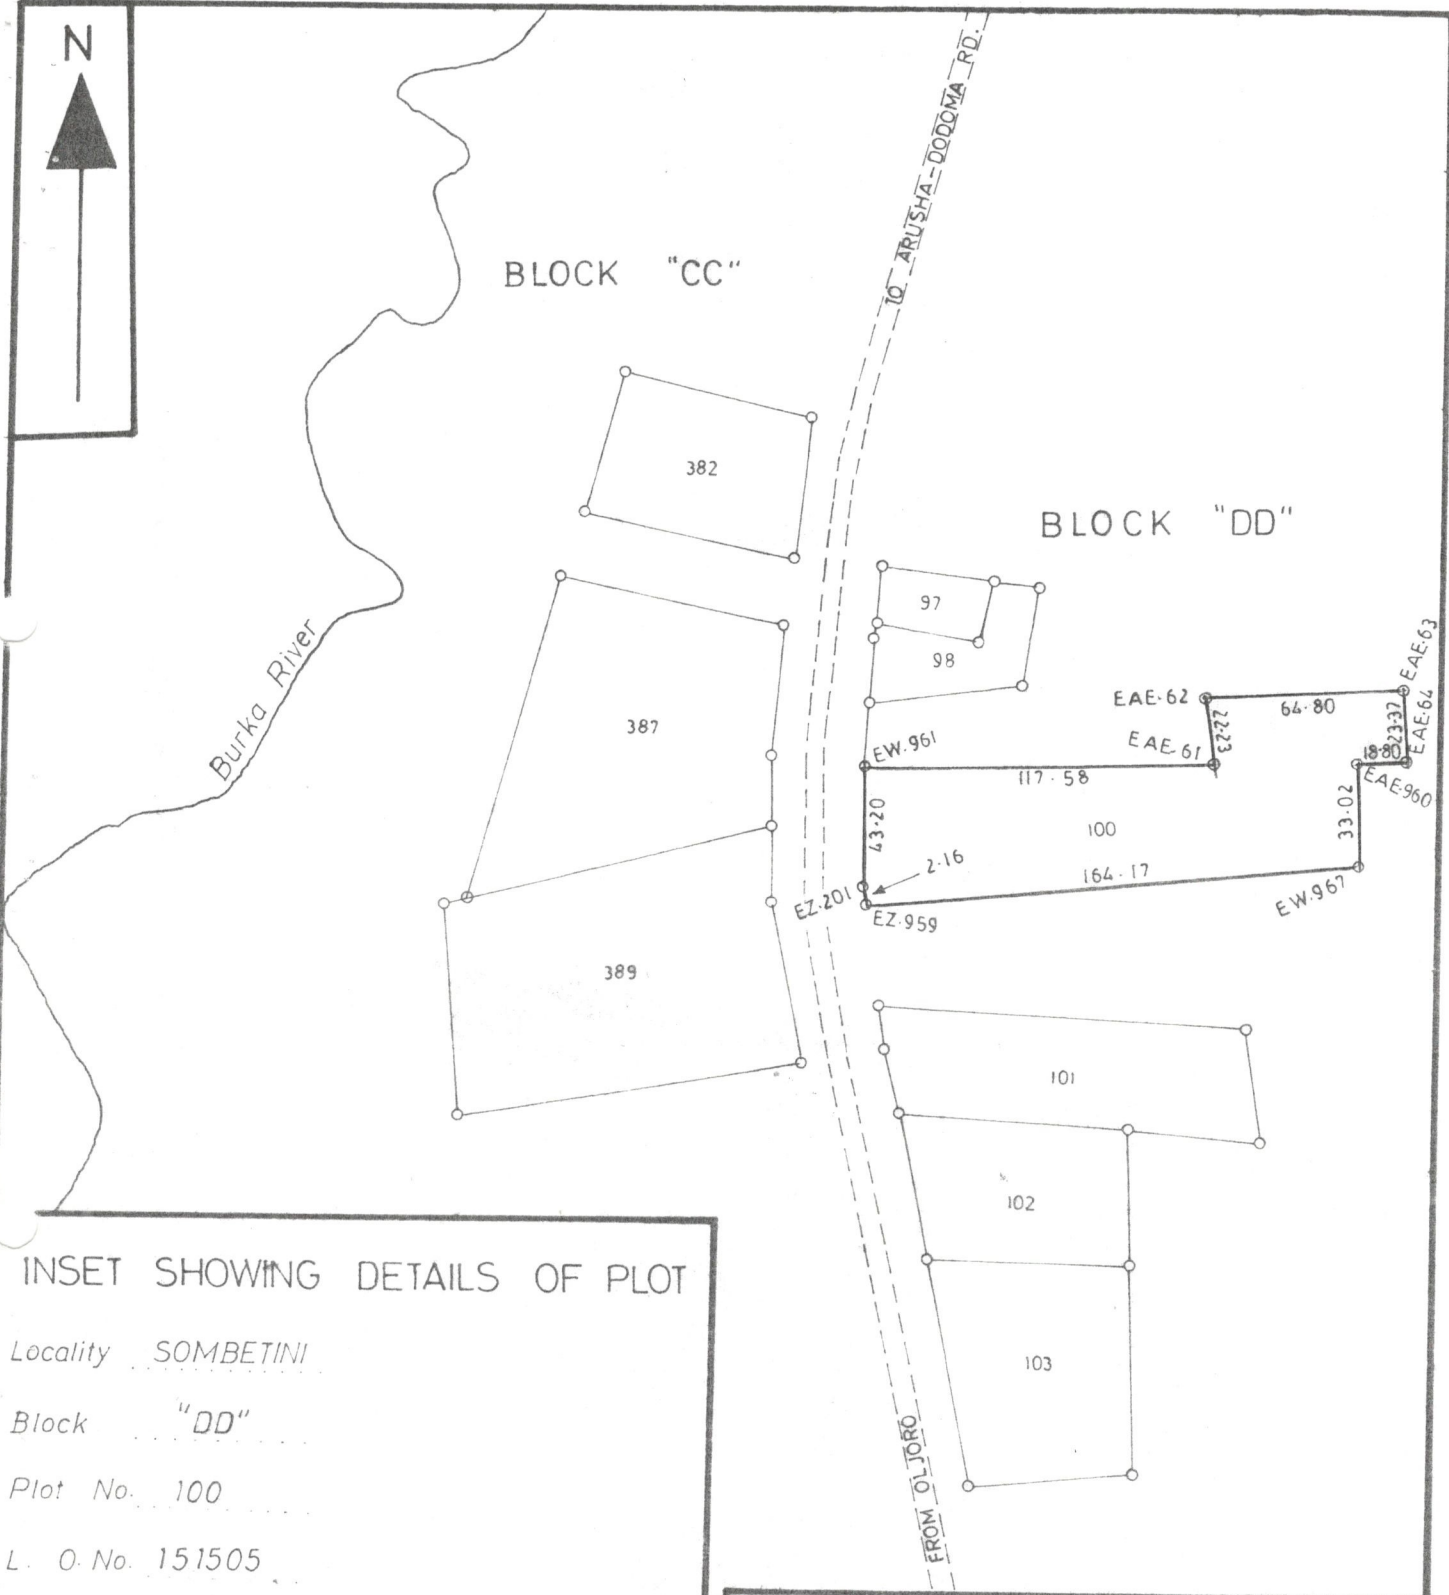 N
TO ARUSHA-DODOMA RD.
BLOCK "CC"
382
BLOCK "DD"
97
98
Burka River
387
EAE·62
64·80
EAE·63
22·23
23·37
EAE·64
EW·961
EAE·61
117·58
18·80
EAE·960
43·20
100
33·02
2·16
164·17
EZ·201
EZ·959
EW·967
389
101
102
103
FROM OLJORO
INSET SHOWING DETAILS OF PLOT
Locality SOMBETINI
Block "DD"
Plot No. 100
L. O. No. 151505